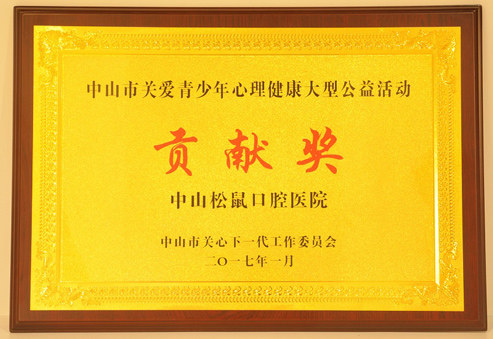 中山市关爱青少年心理健康大型公益活动
贡献奖
中山松鼠口腔医院
中山市关心下一代工作委员会
二〇一七年一月